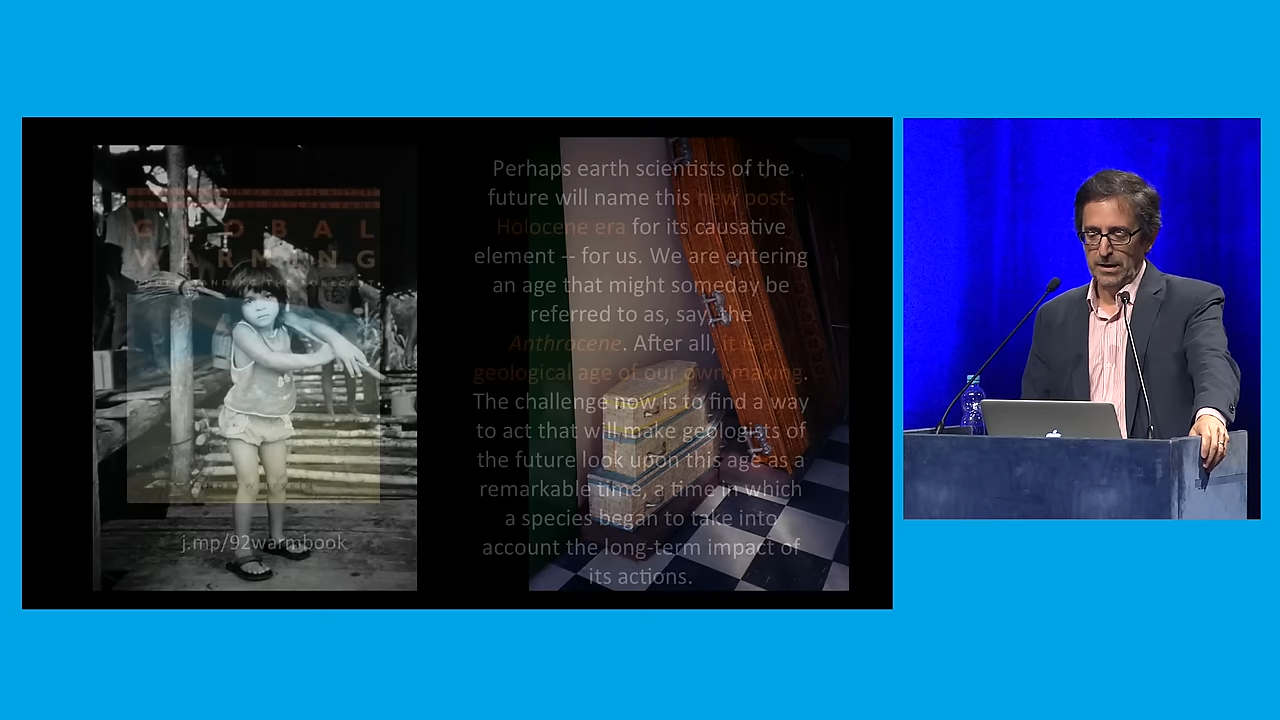 GLOBAL
WARMING
UNDERSTANDING THE FORECAST
j.mp/92warmbook
Perhaps earth scientists of the
future will name this new post-
Holocene era for its causative
element -- for us. We are entering
an age that might someday be
referred to as, say, the
Anthrocene. After all, it is a
geological age of our own making.
The challenge now is to find a way
to act that will make geologists of
the future look upon this age as a
remarkable time, a time in which
a species began to take into
account the long-term impact of
its actions.